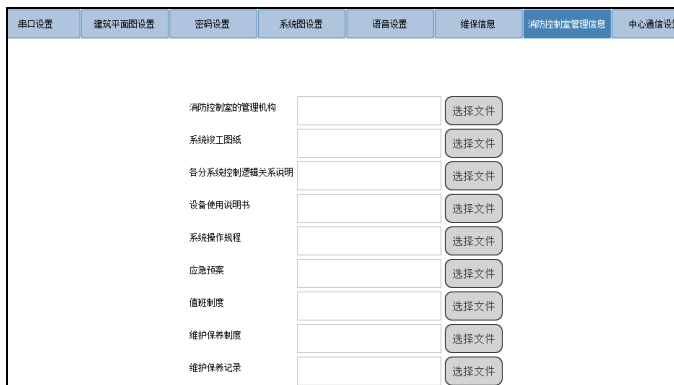 串口设置 建筑平面图设置 密码设置 系统图设置 语音设置 维保信息 消防控制室管理信息 中心通信设
消防控制室的管理机构 选择文件
系统竣工图纸 选择文件
各分系统控制逻辑关系说明 选择文件
设备使用说明书 选择文件
系统操作规程 选择文件
应急预案 选择文件
值班制度 选择文件
维护保养制度 选择文件
维护保养记录 选择文件